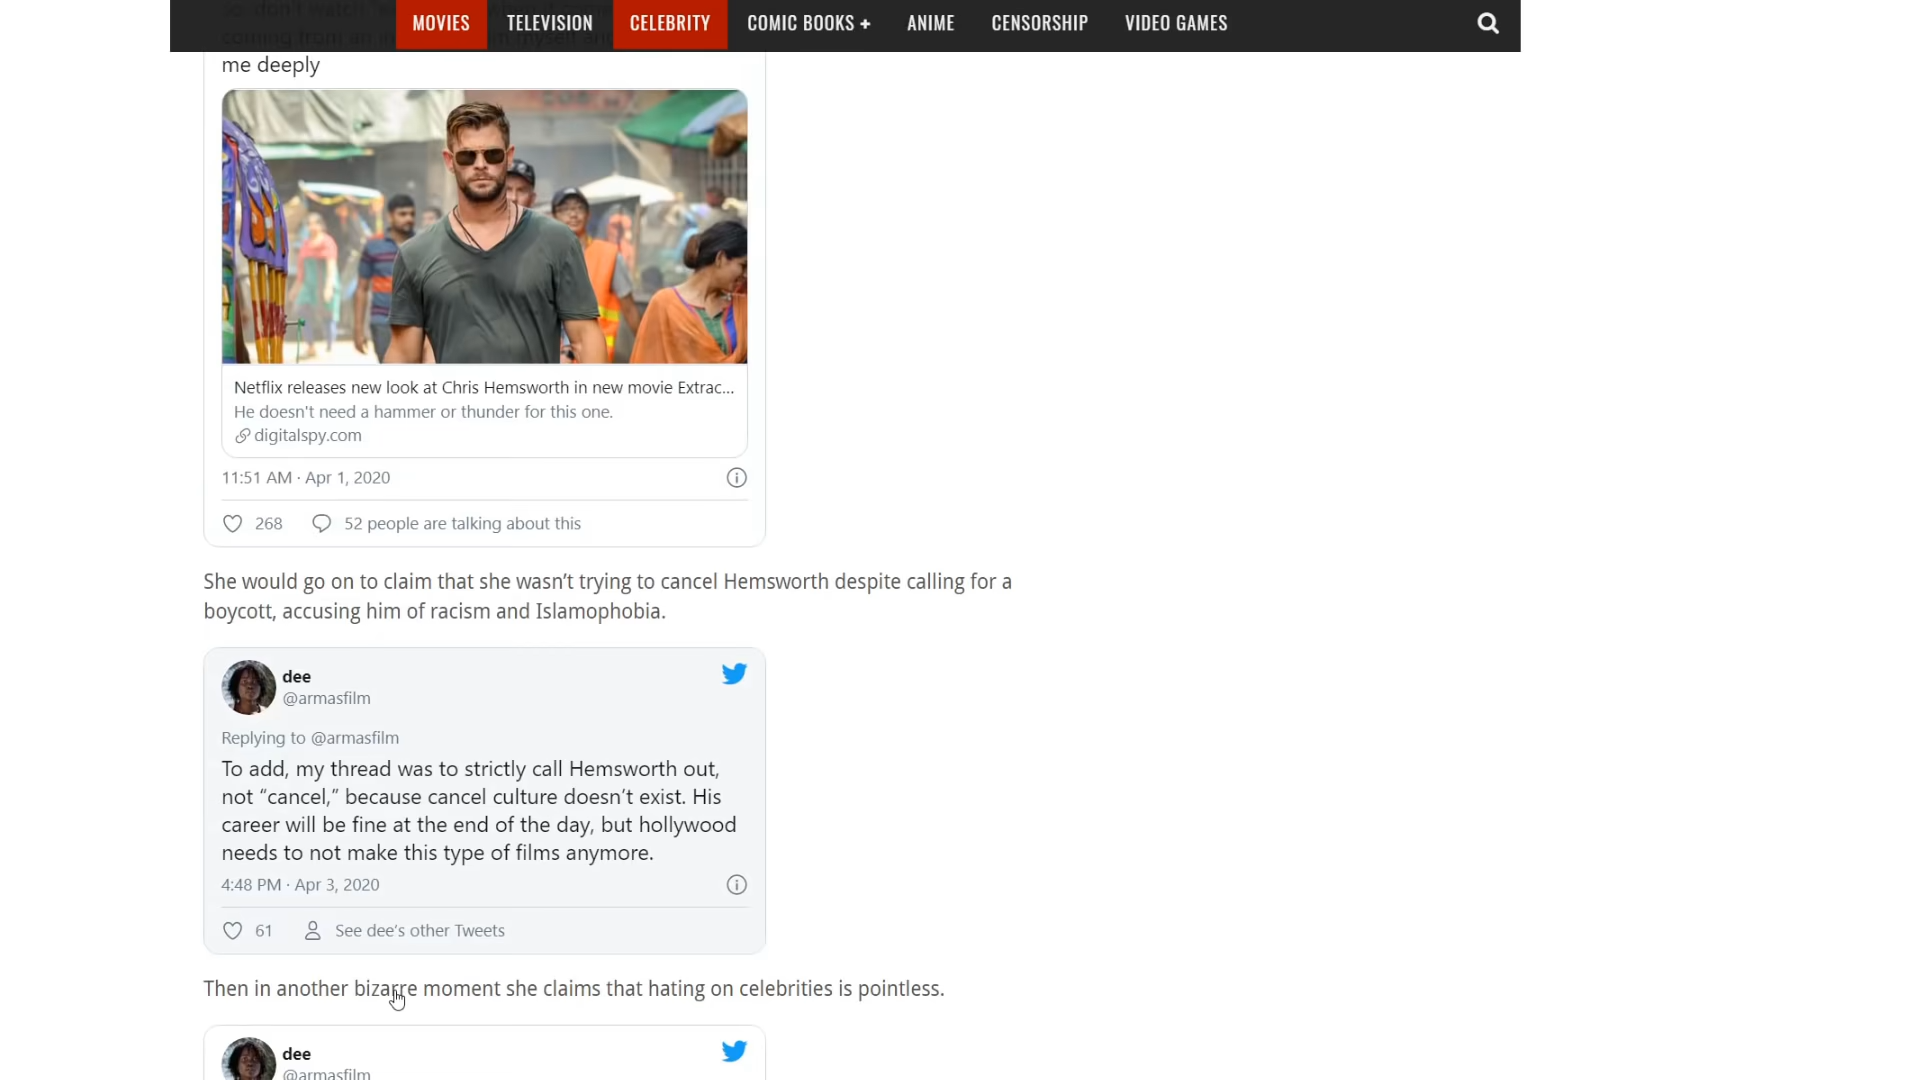 MOVIES TELEVISION CELEBRITY COMIC BOOKS + ANIME CENSORSHIP VIDEO GAMES
me deeply
Netflix releases new look at Chris Hemsworth in new movie Extrac...
He doesn't need a hammer or thunder for this one.
digitalspy.com
11:51 AM · Apr 1, 2020
268 52 people are talking about this
She would go on to claim that she wasn't trying to cancel Hemsworth despite calling for a
boycott, accusing him of racism and Islamophobia.
dee
@armasfilm
Replying to @armasfilm
To add, my thread was to strictly call Hemsworth out,
not “cancel,” because cancel culture doesn't exist. His
career will be fine at the end of the day, but hollywood
needs to not make this type of films anymore.
4:48 PM · Apr 3, 2020
61 See dee's other Tweets
Then in another bizarre moment she claims that hating on celebrities is pointless.
dee
@armasfilm